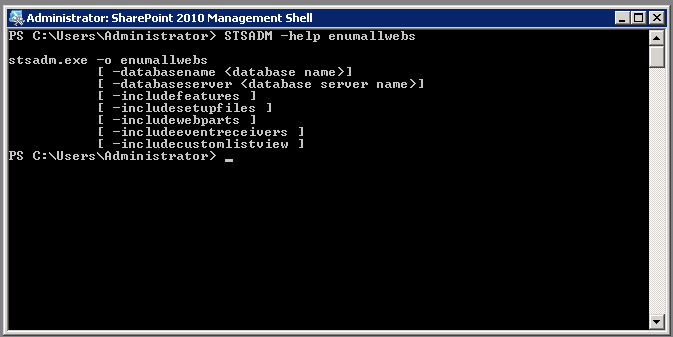 Administrator: SharePoint 2010 Management Shell
PS C:\Users\Administrator> STSADM -help enumallwebs
stsadm.exe -o enumallwebs
[ -databasename <database name>]
[ -databaseserver <database server name>]
[ -includefeatures ]
[ -includesetupfiles ]
[ -includewebparts ]
[ -includeeventreceivers ]
[ -includecustomlistview ]
PS C:\Users\Administrator> _